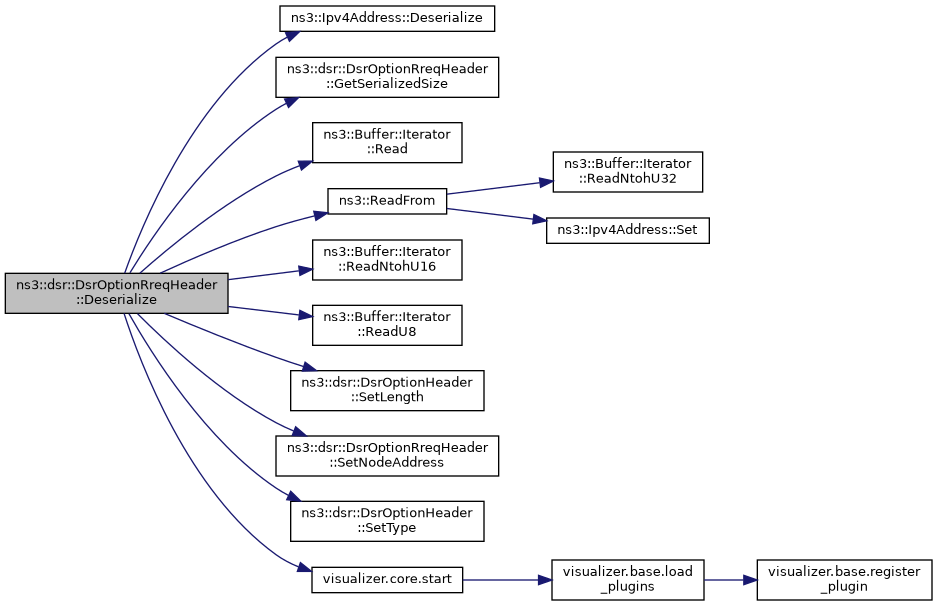 ns3::Ipv4Address::Deserialize
ns3::dsr::DsrOptionRreqHeader
::GetSerializedSize
ns3::Buffer::Iterator
::Read
ns3::Buffer::Iterator
::ReadNtohU32
ns3::ReadFrom
ns3::Ipv4Address::Set
ns3::Buffer::Iterator
::ReadNtohU16
ns3::dsr::DsrOptionRreqHeader
::Deserialize
ns3::Buffer::Iterator
::ReadU8
ns3::dsr::DsrOptionHeader
::SetLength
ns3::dsr::DsrOptionRreqHeader
::SetNodeAddress
ns3::dsr::DsrOptionHeader
::SetType
visualizer.core.start
visualizer.base.load
_plugins
visualizer.base.register
_plugin